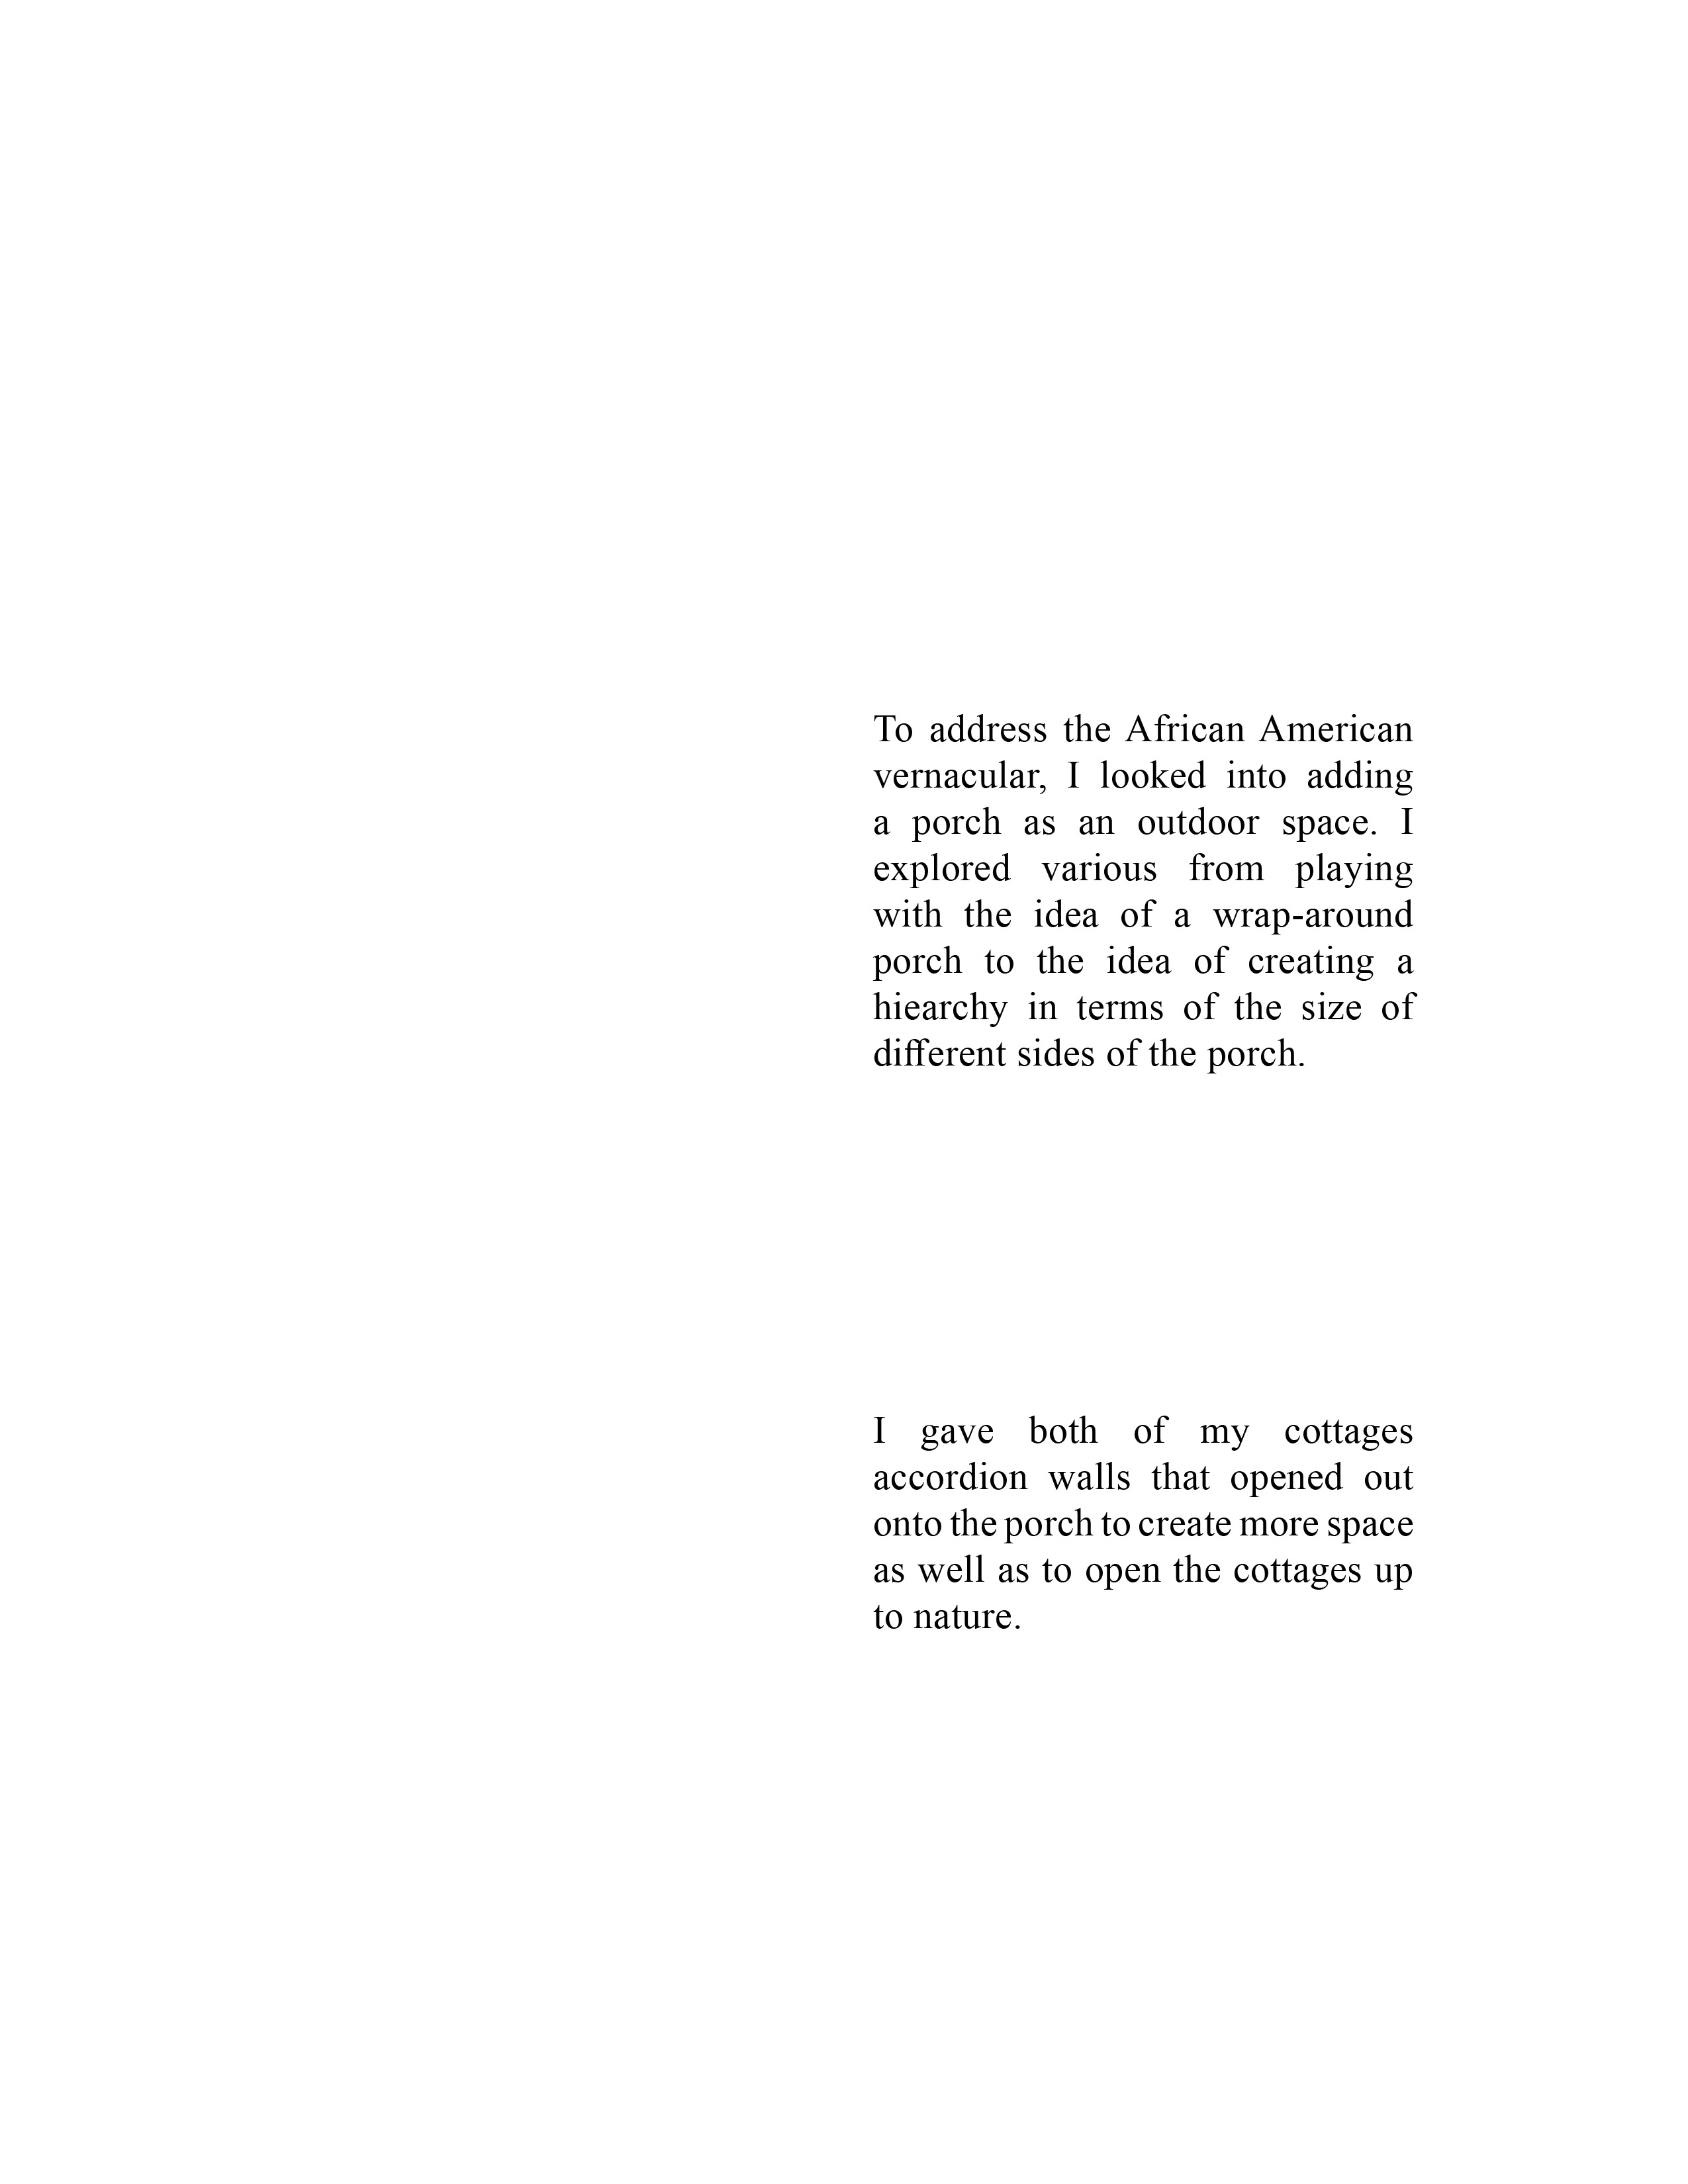 To address the African American
vernacular, I looked into adding
a porch as an outdoor space. I
explored various from playing
with the idea of a wrap-around
porch to the idea of creating a
hiearchy in terms of the size of
different sides of the porch.
I gave both of my cottages
accordion walls that opened out
onto the porch to create more space
as well as to open the cottages up
to nature.